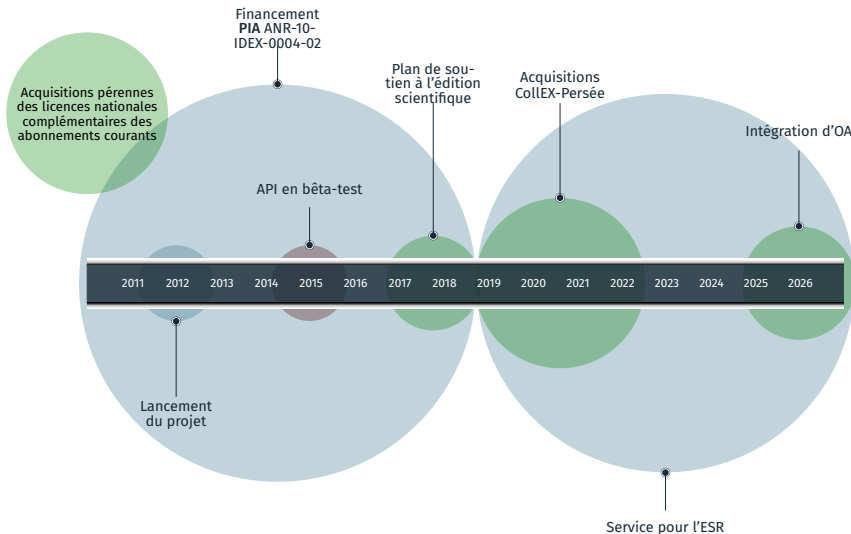 Financement
PIA ANR-10-
IDEX-0004-02
Acquisitions pérennes
des licences nationales
complémentaires des
abonnements courants
Plan de sou-
tien à l'édition
scientifique
Acquisitions
CollEX-Persée
Intégration d'OA
API en bêta-test
2011 2012 2013 2014 2015 2016 2017 2018 2019 2020 2021 2022 2023 2024 2025 2026
Lancement
du projet
Service pour l'ESR